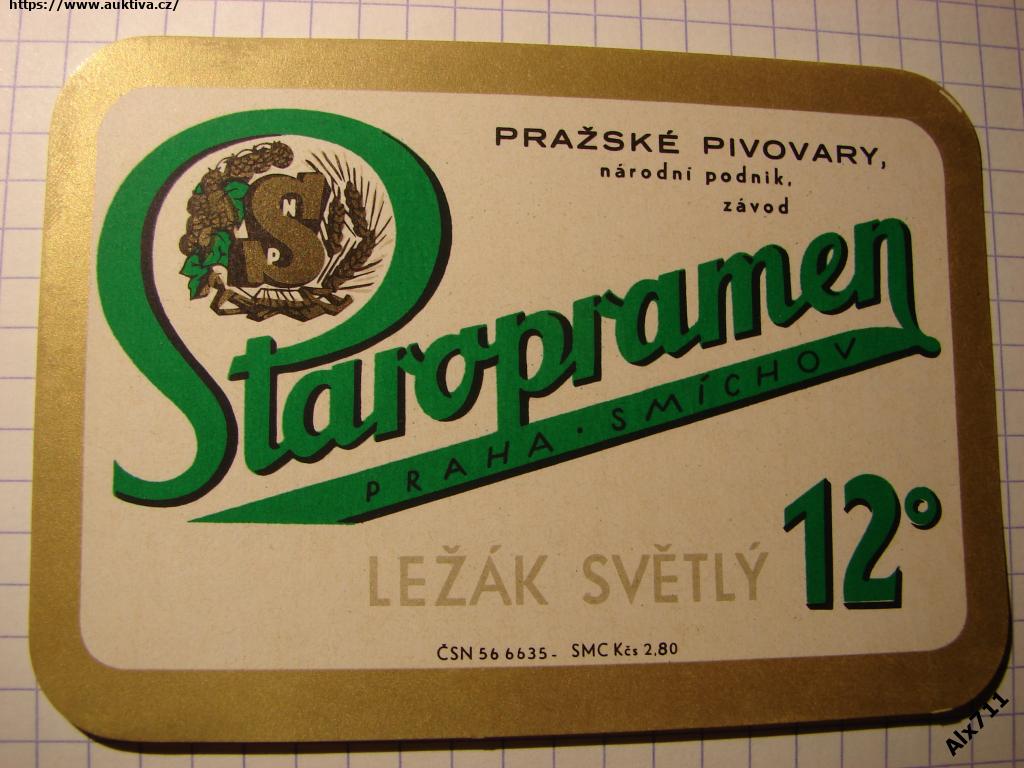 https://www.auktiva.cz/
PRAŽSKÉ PIVOVARY,
národní podnik,
závod
Staropramen
PRAHA · SMÍCHOV
12°
LEŽÁK SVĚTLÝ
ČSN 56 6635 - SMC Kčs 2,80
Alx711